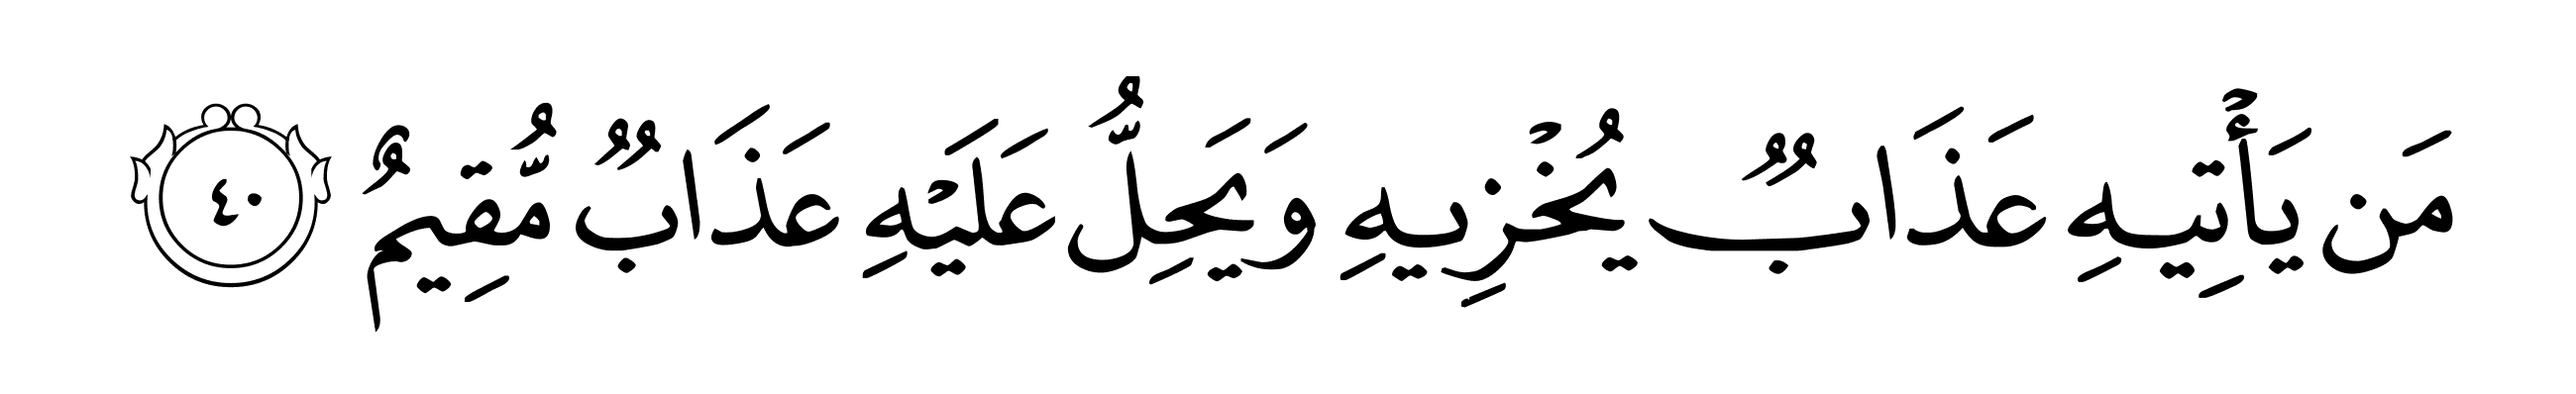 مَن يَأْتِيهِ عَذَابٌ يُخْزِيهِ وَيَحِلُّ عَلَيْهِ عَذَابٌ مُّقِيمٌ ٤٠